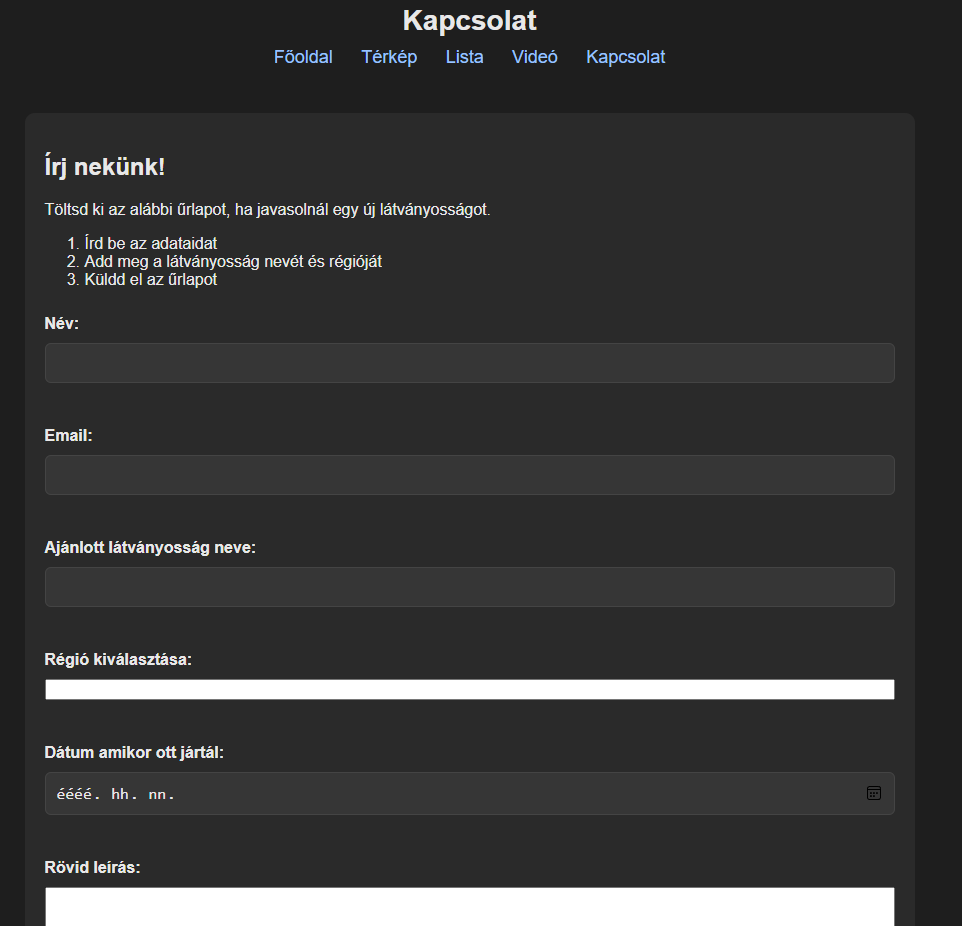 Kapcsolat
Főoldal Térkép Lista Videó Kapcsolat
Írj nekünk!
Töltsd ki az alábbi űrlapot, ha javasolnál egy új látványosságot.
1. Írd be az adataidat
2. Add meg a látványosság nevét és régióját
3. Küldd el az űrlapot
Név:
Email:
Ajánlott látványosság neve:
Régió kiválasztása:
Dátum amikor ott jártál:
éééé. hh. nn.
Rövid leírás: